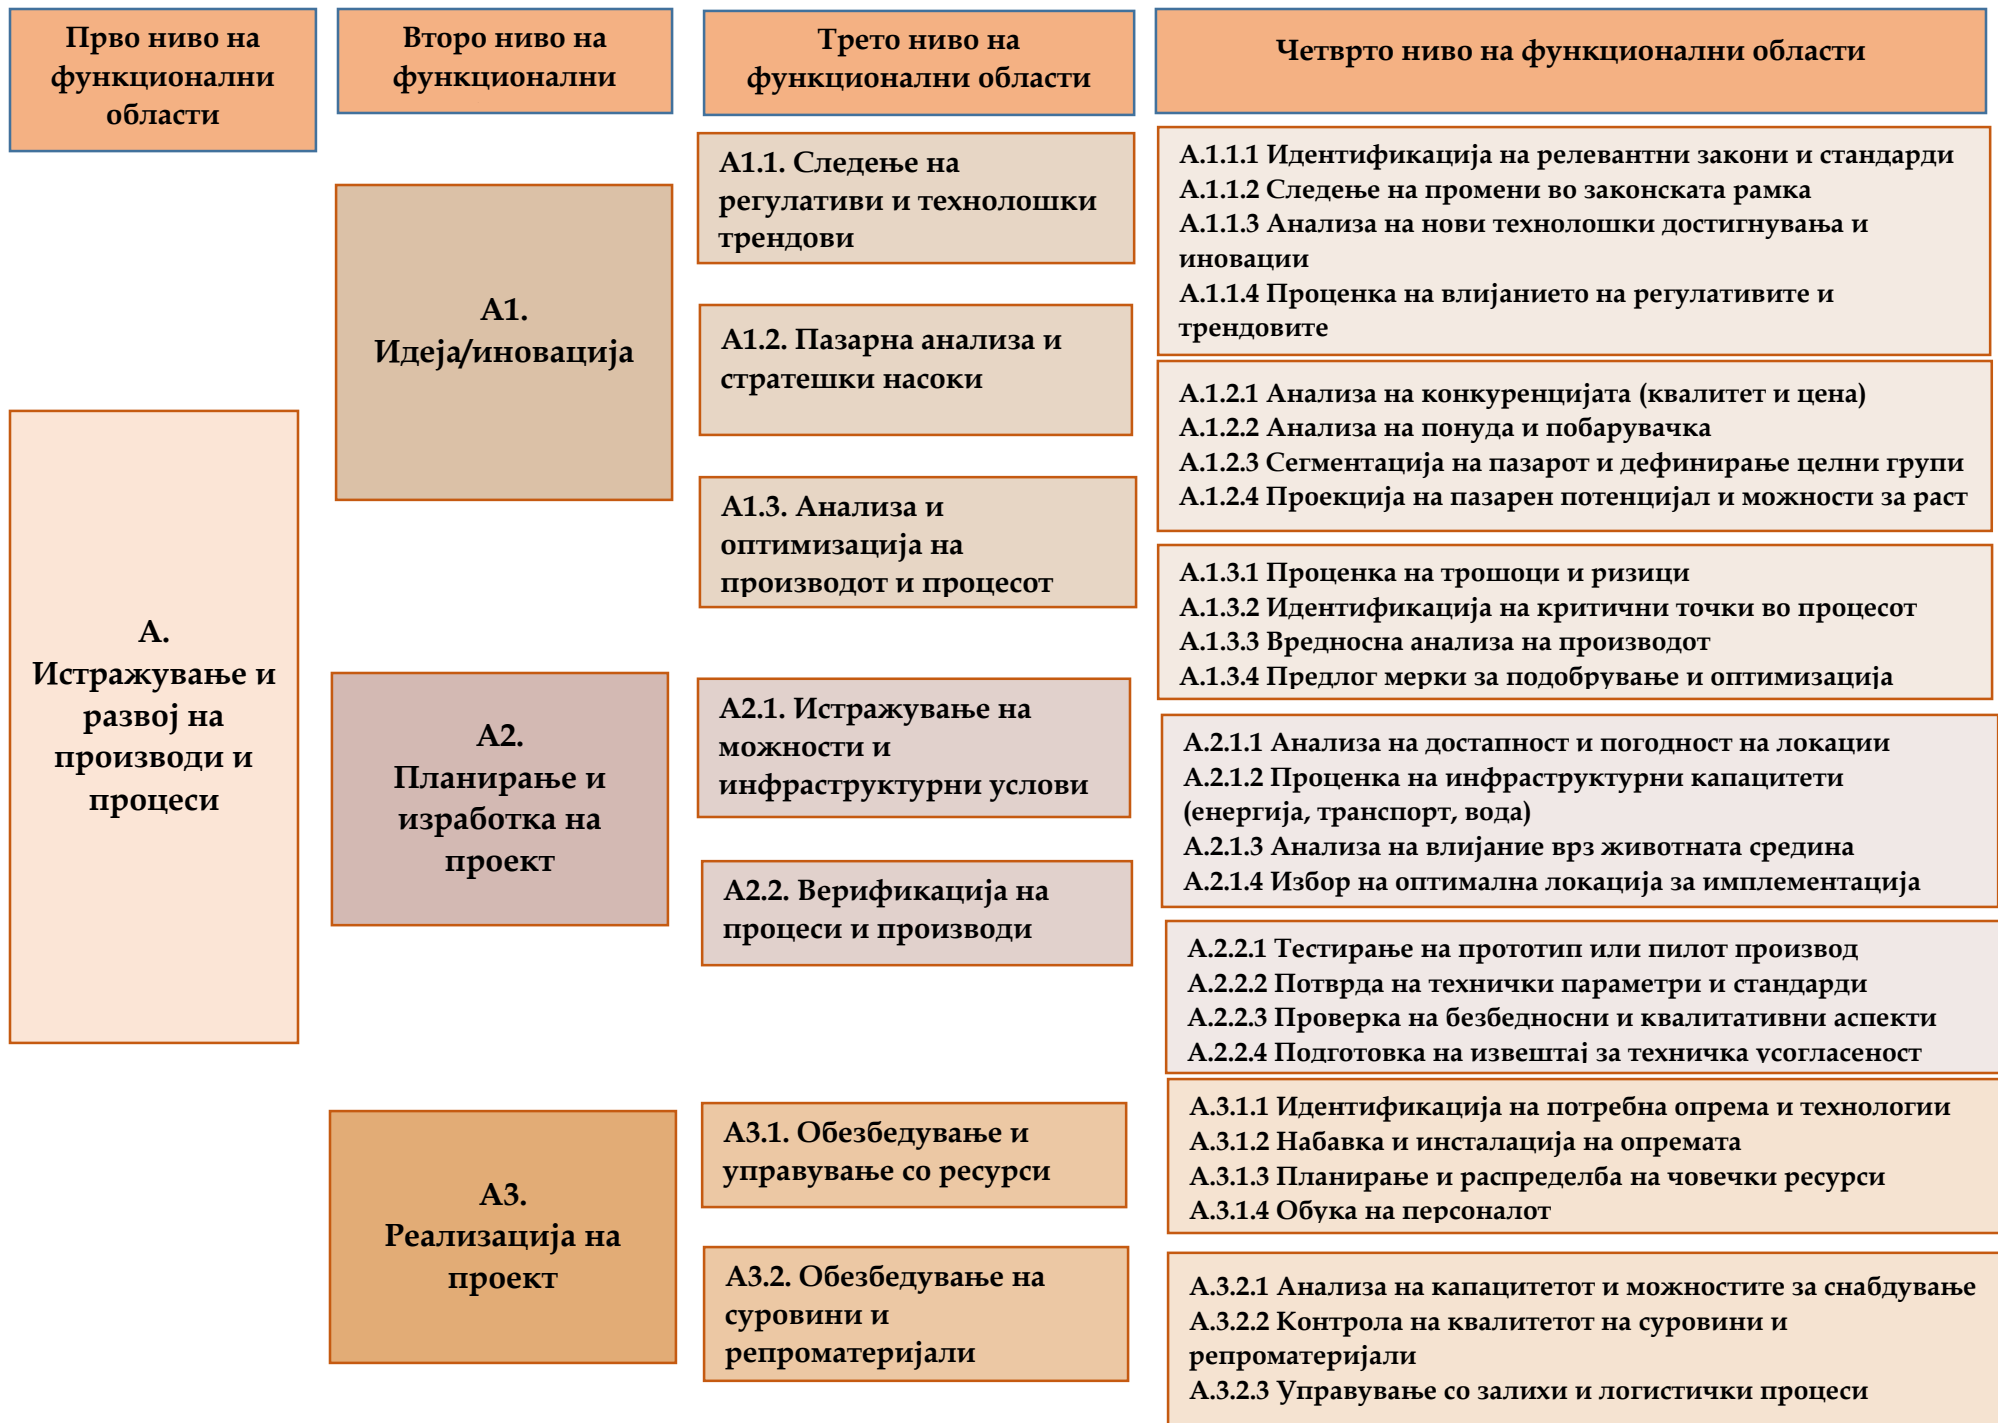 Прво ниво на
функционални
области
Второ ниво на
функционални
Трето ниво на
функционални области
Четврто ниво на функционални области
А.
Истражување и
развој на
производи и
процеси
А1.
Идеја/иновација
А1.1. Следење на
регулативи и технолошки
трендови
А.1.1.1 Идентификација на релевантни закони и стандарди
А.1.1.2 Следење на промени во законската рамка
А.1.1.3 Анализа на нови технолошки достигнувања и
иновации
А.1.1.4 Проценка на влијанието на регулативите и
трендовите
А1.2. Пазарна анализа и
стратешки насоки
А.1.2.1 Анализа на конкуренцијата (квалитет и цена)
А.1.2.2 Анализа на понуда и побарувачка
А.1.2.3 Сегментација на пазарот и дефинирање целни групи
А.1.2.4 Проекција на пазарен потенцијал и можности за раст
А1.3. Анализа и
оптимизација на
производот и процесот
А.1.3.1 Проценка на трошоци и ризици
А.1.3.2 Идентификација на критични точки во процесот
А.1.3.3 Вредносна анализа на производот
А.1.3.4 Предлог мерки за подобрување и оптимизација
А2.
Планирање и
изработка на
проект
А2.1. Истражување на
можности и
инфраструктурни услови
А.2.1.1 Анализа на достапност и погодност на локации
А.2.1.2 Проценка на инфраструктурни капацитети
(енергија, транспорт, вода)
А.2.1.3 Анализа на влијание врз животната средина
А.2.1.4 Избор на оптимална локација за имплементација
А2.2. Верификација на
процеси и производи
А.2.2.1 Тестирање на прототип или пилот производ
А.2.2.2 Потврда на технички параметри и стандарди
А.2.2.3 Проверка на безбедносни и квалитативни аспекти
А.2.2.4 Подготовка на извештај за техничка усогласеност
А3.
Реализација на
проект
А3.1. Обезбедување и
управување со ресурси
А.3.1.1 Идентификација на потребна опрема и технологии
А.3.1.2 Набавка и инсталација на опремата
А.3.1.3 Планирање и распределба на човечки ресурси
А.3.1.4 Обука на персоналот
А3.2. Обезбедување на
суровини и
репроматеријали
А.3.2.1 Анализа на капацитетот и можностите за снабдување
А.3.2.2 Контрола на квалитетот на суровини и
репроматеријали
А.3.2.3 Управување со залихи и логистички процеси